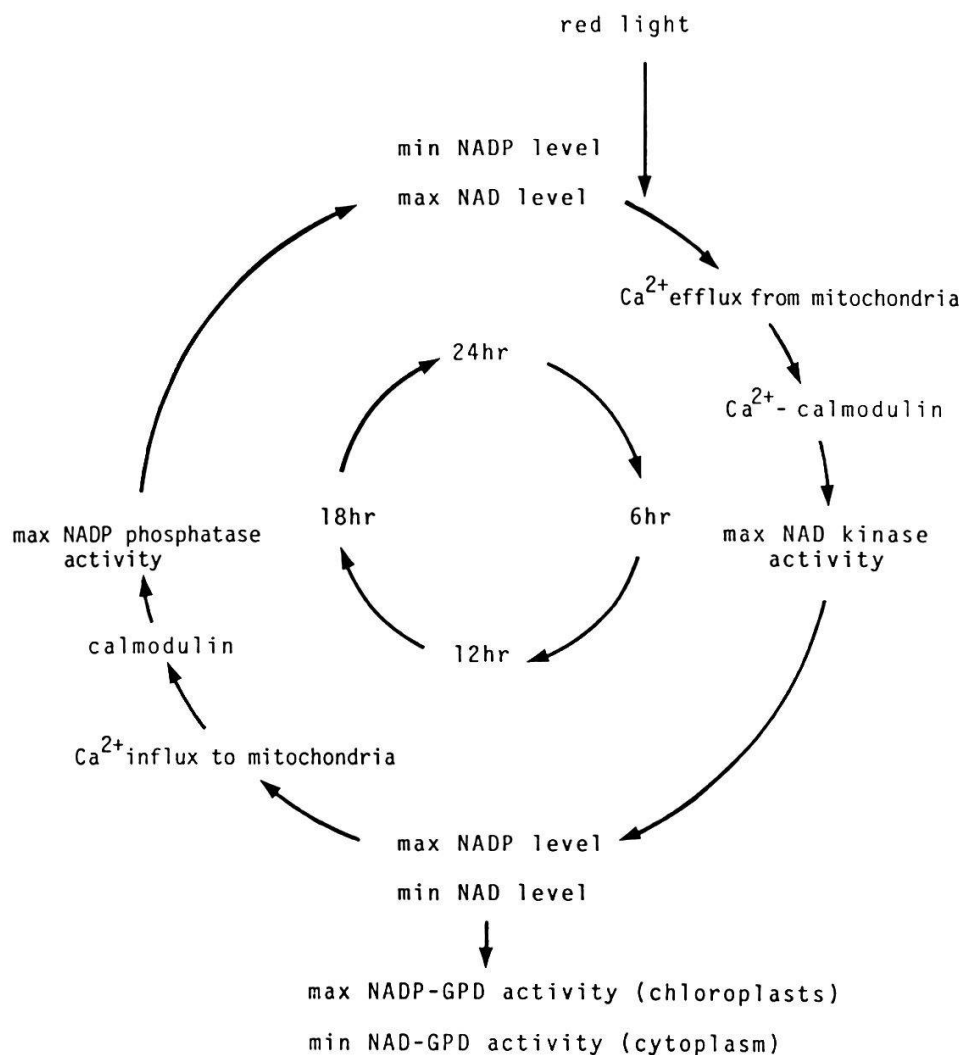 red light
min NADP level
max NAD level
Ca2+ efflux from mitochondria
Ca2+- calmodulin
max NAD kinase
activity
24hr
6hr
12hr
18hr
max NADP level
min NAD level
max NADP-GPD activity (chloroplasts)
min NAD-GPD activity (cytoplasm)
Ca2+ influx to mitochondria
calmodulin
max NADP phosphatase
activity